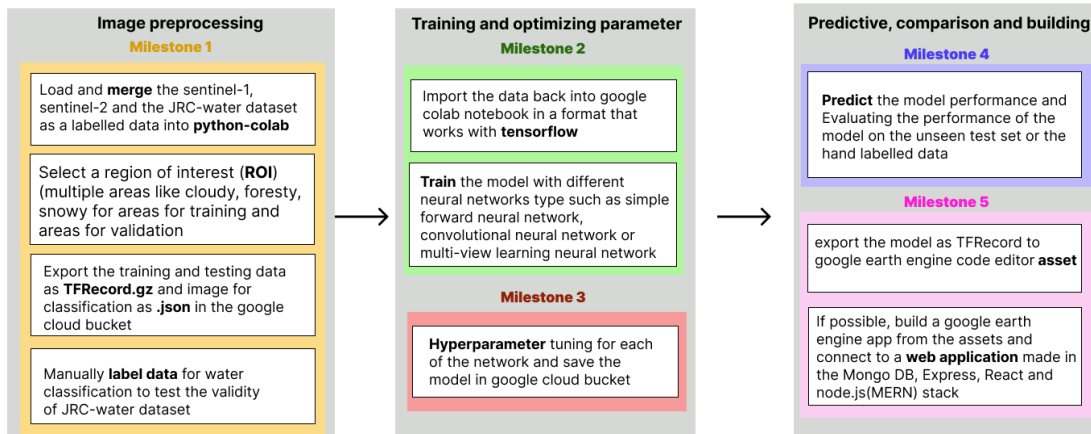 Image preprocessing
Milestone 1
Load and merge the sentinel-1,
sentinel-2 and the JRC-water dataset
as a labelled data into python-colab
Select a region of interest (ROI)
(multiple areas like cloudy, foresty,
snowy for areas for training and
areas for validation
Export the training and testing data
as TFRecord.gz and image for
classification as .json in the google
cloud bucket
Manually label data for water
classification to test the validity
of JRC-water dataset
Training and optimizing parameter
Milestone 2
Import the data back into google
colab notebook in a format that
works with tensorflow
Train the model with different
neural networks type such as simple
forward neural network,
convolutional neural network or
multi-view learning neural network
Milestone 3
Hyperparameter tuning for each
of the network and save the
model in google cloud bucket
Predictive, comparison and building
Milestone 4
Predict the model performance and
Evaluating the performance of the
model on the unseen test set or the
hand labelled data
Milestone 5
export the model as TFRecord to
google earth engine code editor asset
If possible, build a google earth
engine app from the assets and
connect to a web application made in
the Mongo DB, Express, React and
node.js(MERN) stack